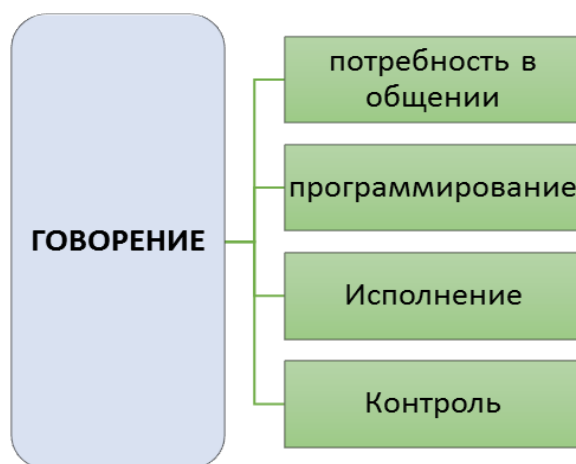 ГОВОРЕНИЕ
потребность в
общении
программирование
Исполнение
Контроль